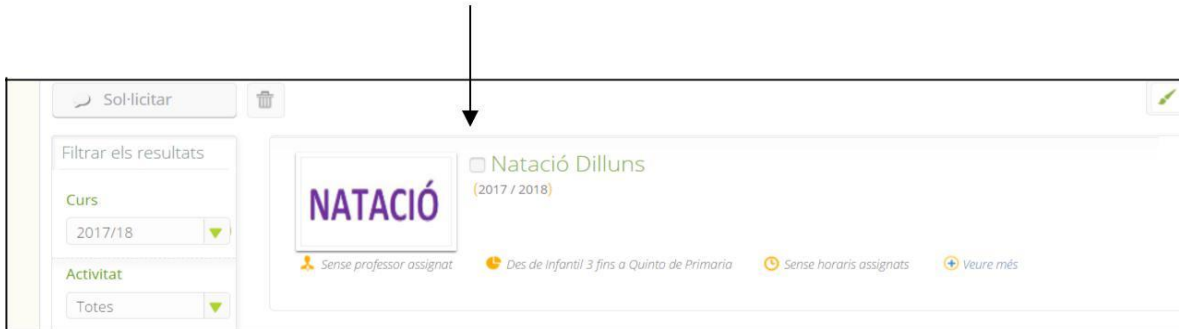 Sol·licitar
Filtrar els resultats
Curs
2017/18
Activitat
Totes
NATACIÓ
Natació Dilluns
(2017 / 2018)
Sense professor assignat Des de Infantil 3 fins a Quinto de Primaria Sense horaris assignats Veure més